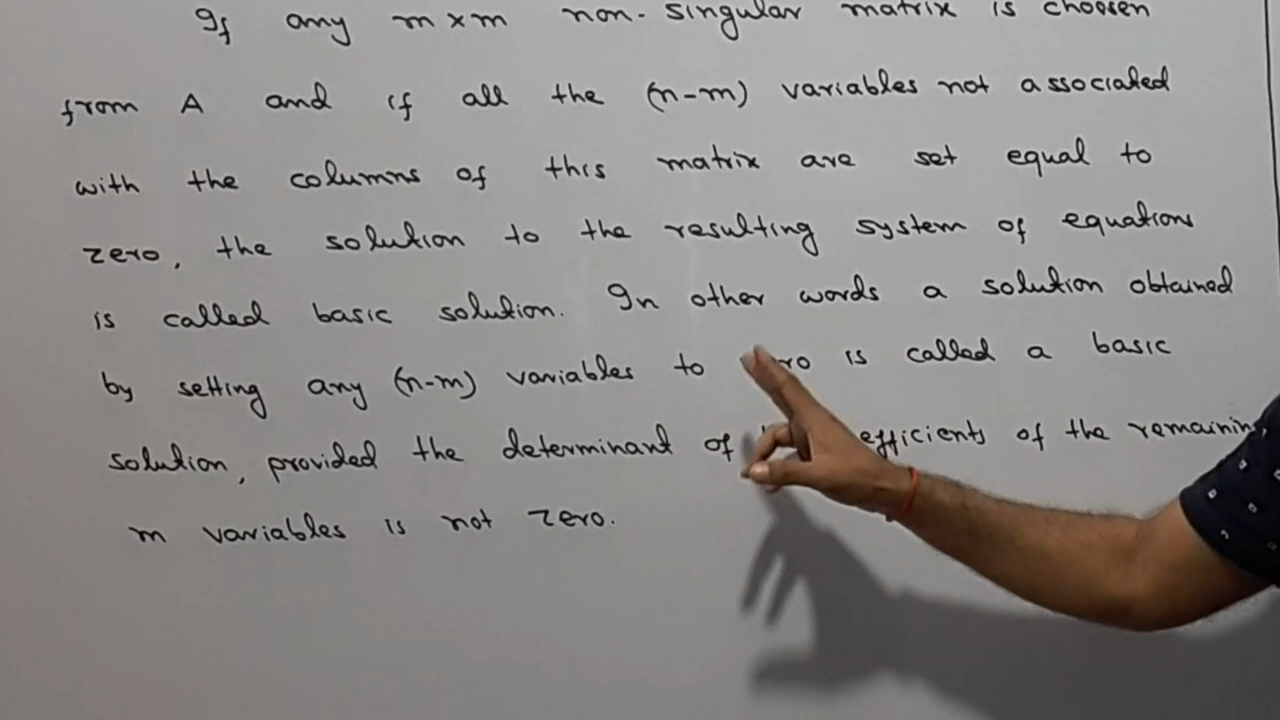 If any m×m non-singular matrix is choosen
from A and if all the (n-m) variables not associated
with the columns of this matrix are set equal to
zero, the solution to the resulting system of equations
is called basic solution. In other words a solution obtained
by setting any (n-m) variables to is called a basic
solution, provided the determinant of of the remaining
m variables is not zero.